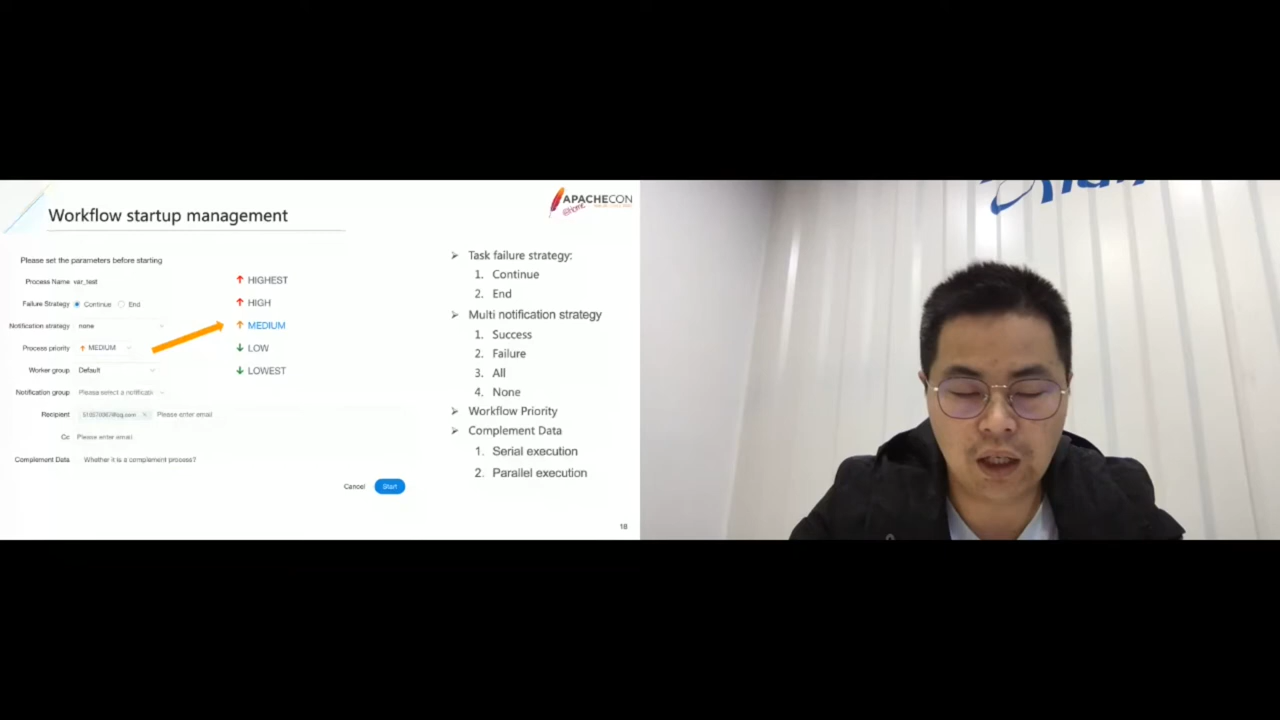 Workflow startup management
APACHECON
@home
Please set the parameters before starting
Process Name var_test
Failure Strategy Continue End
Notification strategy none
Process priority MEDIUM
Worker group Default
Notification group Please select a notificati
Recipient Please enter email
Cc Please enter email
Complement Data Whether it is a complement process?
Cancel Start
HIGHEST
HIGH
MEDIUM
LOW
LOWEST
Task failure strategy:
1. Continue
2. End
Multi notification strategy
1. Success
2. Failure
3. All
4. None
Workflow Priority
Complement Data
1. Serial execution
2. Parallel execution
18